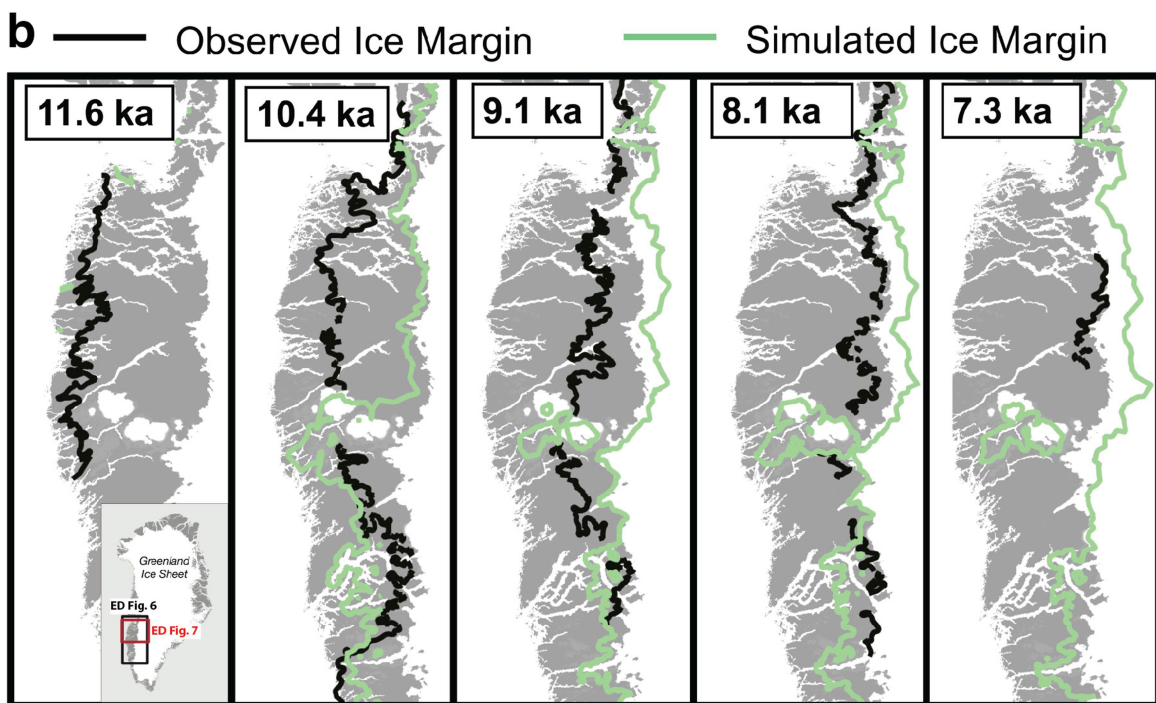 b Observed Ice Margin Simulated Ice Margin
11.6 ka 10.4 ka 9.1 ka 8.1 ka 7.3 ka
Greenland
Ice Sheet
ED Fig. 6
ED Fig. 7